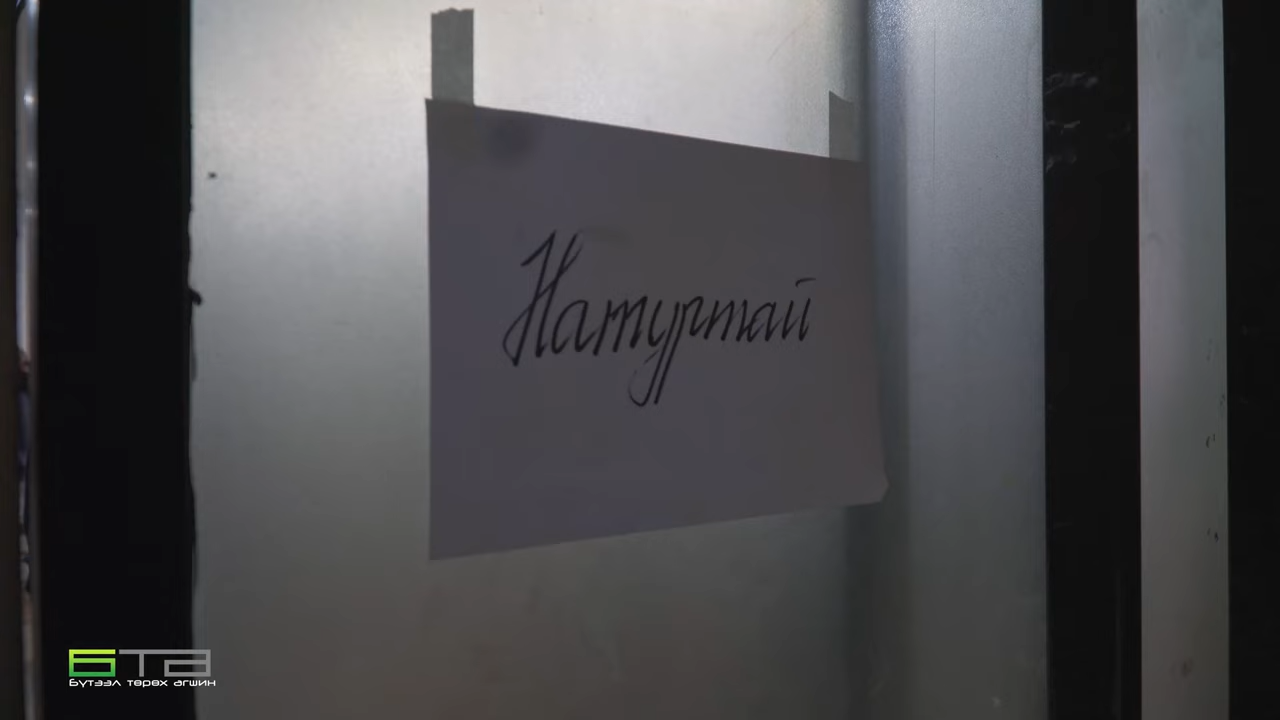 Натуртай
БТА
Бүтээл төрөх агшин